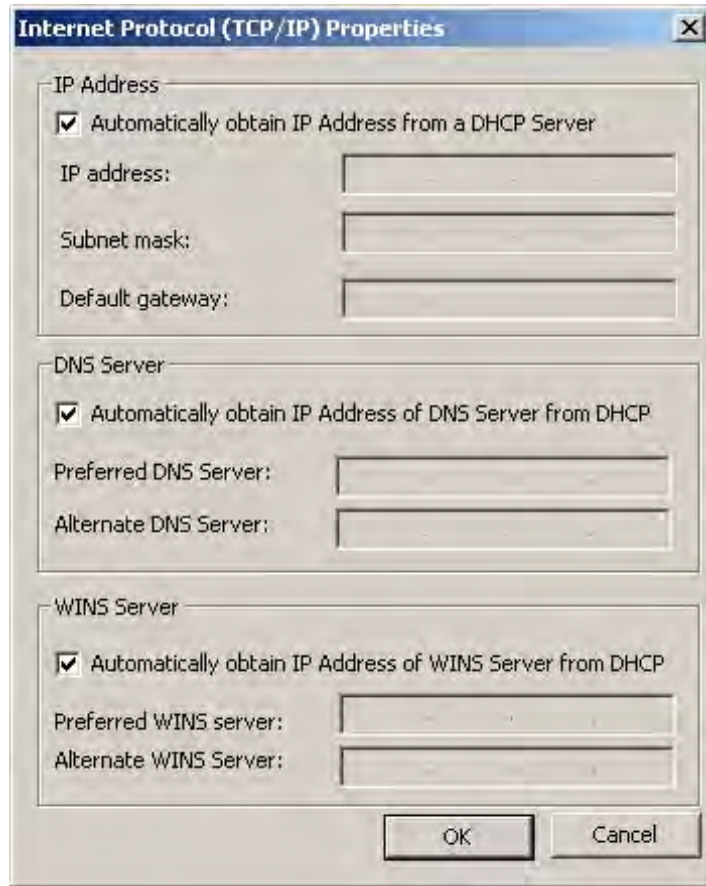 Internet Protocol (TCP/IP) Properties
IP Address
Automatically obtain IP Address from a DHCP Server
IP address:
Subnet mask:
Default gateway:
DNS Server
Automatically obtain IP Address of DNS Server from DHCP
Preferred DNS Server:
Alternate DNS Server:
WINS Server
Automatically obtain IP Address of WINS Server from DHCP
Preferred WINS server:
Alternate WINS Server:
OK
Cancel